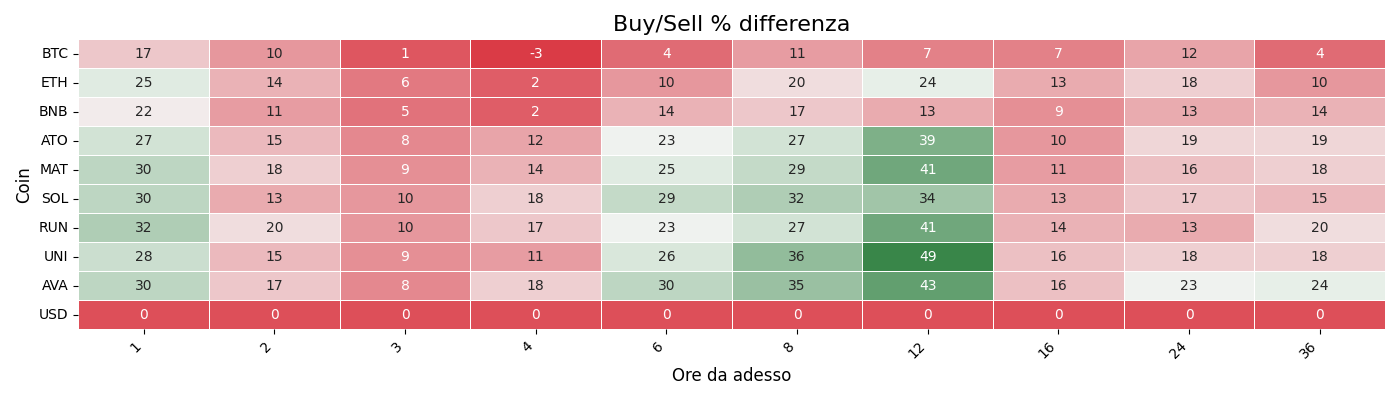 Buy/Sell % differenza
Coin
BTC 17 10 1 -3 4 11 7 7 12 4
ETH 25 14 6 2 10 20 24 13 18 10
BNB 22 11 5 2 14 17 13 9 13 14
ATO 27 15 8 12 23 27 39 10 19 19
MAT 30 18 9 14 25 29 41 11 16 18
SOL 30 13 10 18 29 32 34 13 17 15
RUN 32 20 10 17 23 27 41 14 13 20
UNI 28 15 9 11 26 36 49 16 18 18
AVA 30 17 8 18 30 35 43 16 23 24
USD 0 0 0 0 0 0 0 0 0 0
1 2 3 4 6 8 12 16 24 36
Ore da adesso